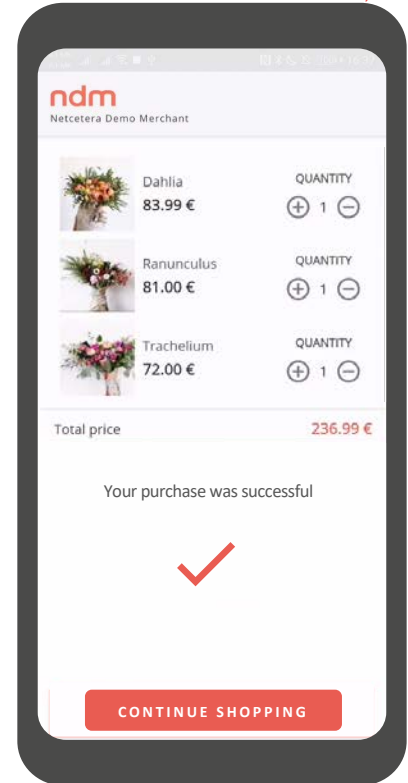 ndm
Netcetera Demo Merchant
Dahlia
QUANTITY
83.99 €
1
Ranunculus
QUANTITY
81.00 €
1
Trachelium
QUANTITY
72.00 €
1
Total price 236.99 €
Your purchase was successful
CONTINUE SHOPPING